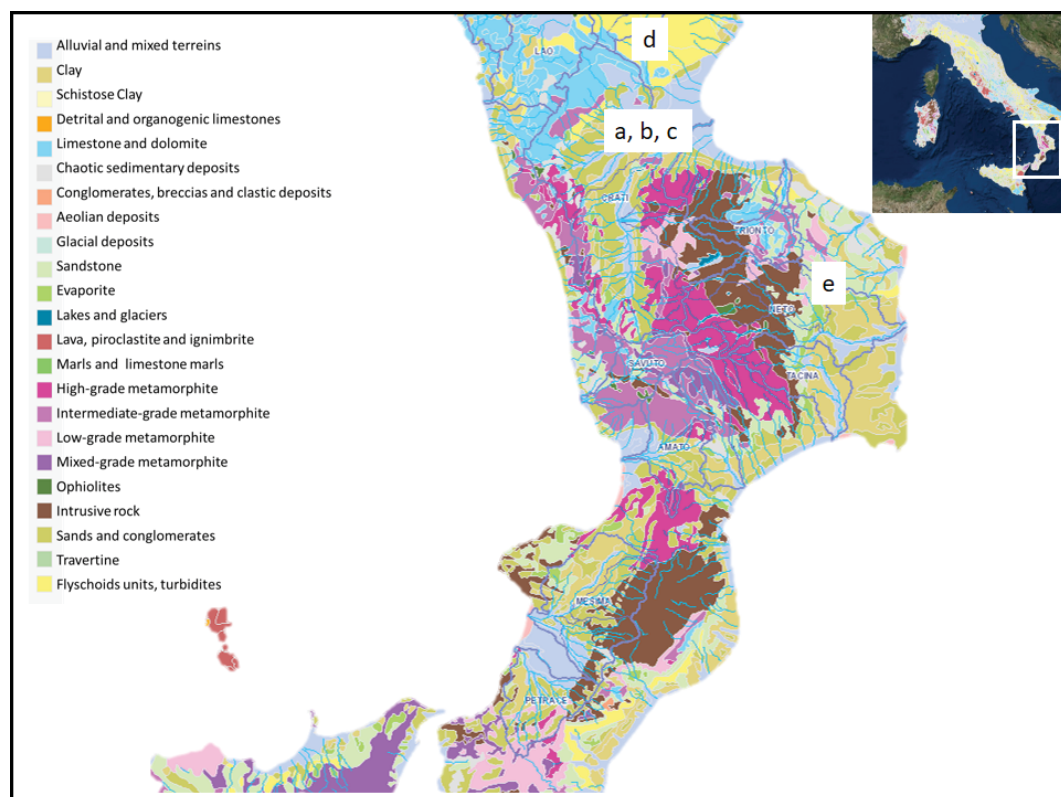 Alluvial and mixed terreins
Clay
Schistose Clay
Detrital and organogenic limestones
Limestone and dolomite
Chaotic sedimentary deposits
Conglomerates, breccias and clastic deposits
Aeolian deposits
Glacial deposits
Sandstone
Evaporite
Lakes and glaciers
Lava, piroclastite and ignimbrite
Marls and limestone marls
High-grade metamorphite
Intermediate-grade metamorphite
Low-grade metamorphite
Mixed-grade metamorphite
Ophiolites
Intrusive rock
Sands and conglomerates
Travertine
Flyschoids units, turbidites
d
LAO
a, b, c
CRATI
TRIONTO
e
NETO
SAVUTO
TACINA
AMATO
MESIMA
PETRACE